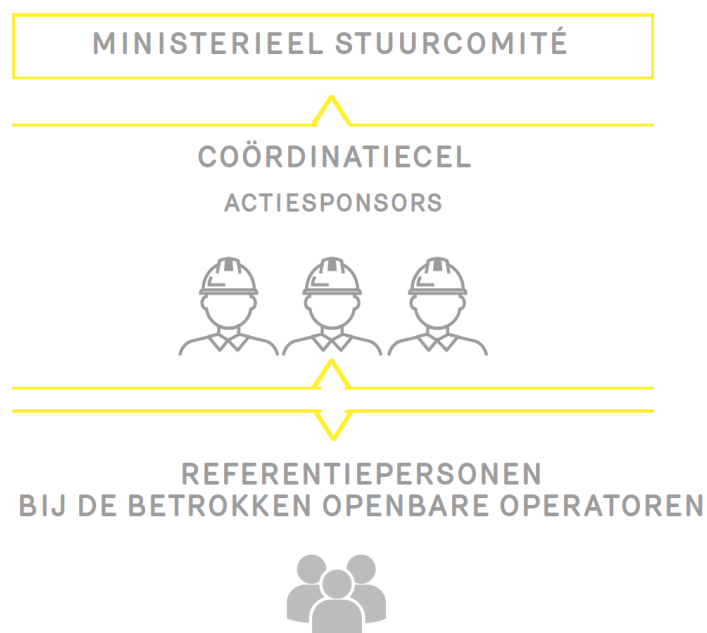 MINISTERIEEL STUURCOMITÉ
COÖRDINATIECEL
ACTIESPONSORS
REFERENTIEPERSONEN
BIJ DE BETROKKEN OPENBARE OPERATOREN